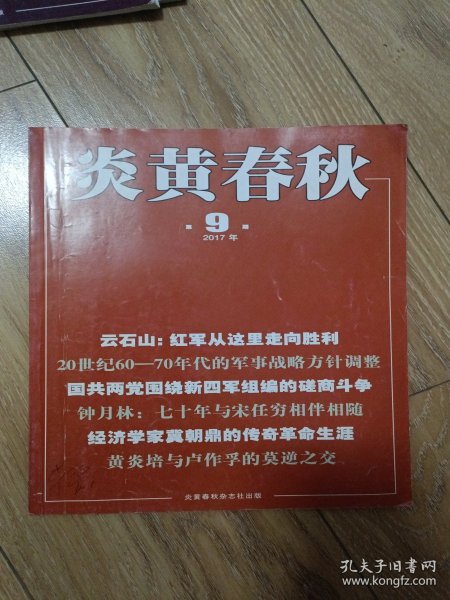 炎黄春秋
第 9 期
2017 年
云石山：红军从这里走向胜利
20世纪60—70年代的军事战略方针调整
国共两党围绕新四军组编的磋商斗争
钟月林：七十年与宋任穷相伴相随
经济学家冀朝鼎的传奇革命生涯
黄炎培与卢作孚的莫逆之交
炎黄春秋杂志社出版
孔夫子旧书网
www.kongfz.com